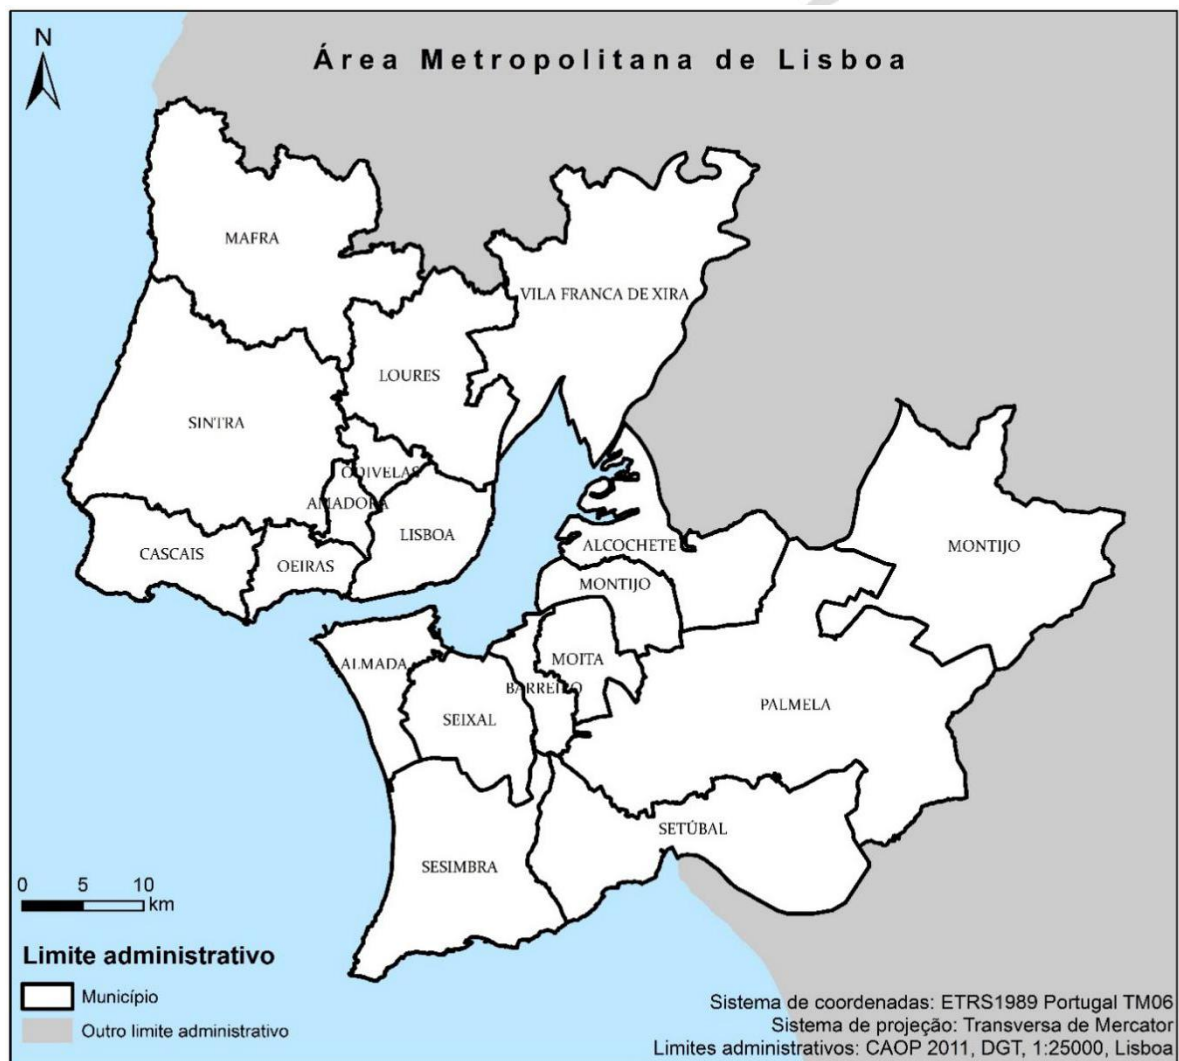 N
Área Metropolitana de Lisboa
MAFRA
VILA FRANCA DE XIRA
LOURES
SINTRA
ODIVELAS
AMADORA
LISBOA
CASCAIS
OEIRAS
ALCOCHETE
MONTIJO
MONTIJO
ALMADA
MOITA
BARREIRO
SEIXAL
PALMELA
SETÚBAL
SESIMBRA
0 5 10
km
Limite administrativo
Município
Outro limite administrativo
Sistema de coordenadas: ETRS1989 Portugal TM06
Sistema de projeção: Transversa de Mercator
Limites administrativos: CAOP 2011, DGT, 1:25000, Lisboa